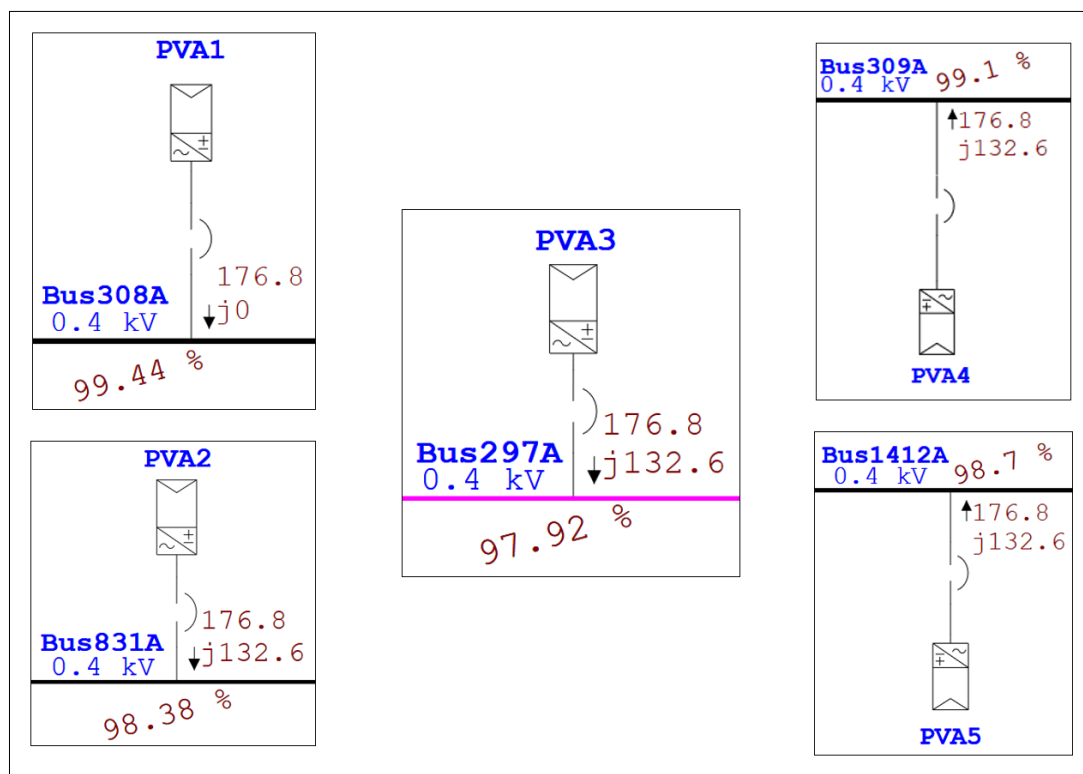 PVA1
176.8
j0
Bus308A
0.4 kV
99.44 %
PVA2
176.8
j132.6
Bus831A
0.4 kV
98.38 %
PVA3
176.8
j132.6
Bus297A
0.4 kV
97.92 %
Bus309A
0.4 kV
99.1 %
176.8
j132.6
PVA4
Bus1412A
0.4 kV
98.7 %
176.8
j132.6
PVA5